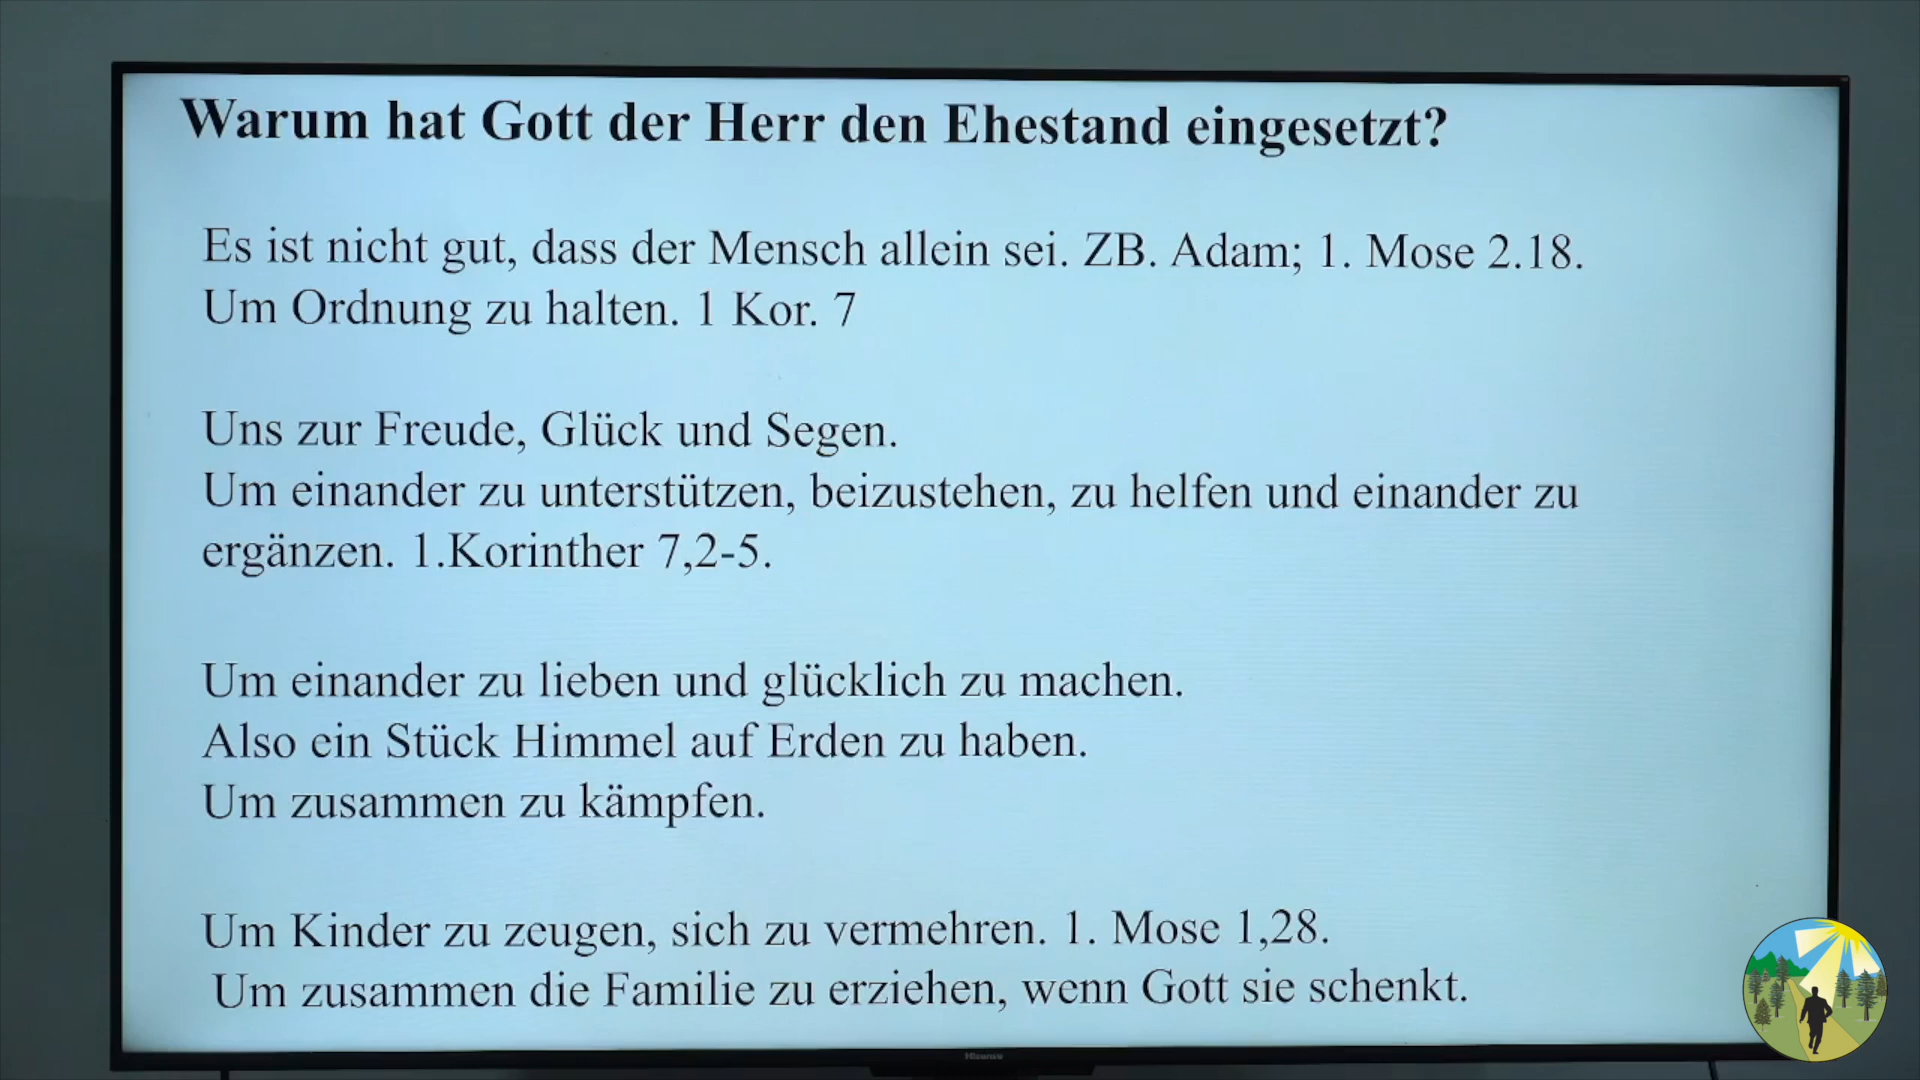 Warum hat Gott der Herr den Ehestand eingesetzt?
Es ist nicht gut, dass der Mensch allein sei. ZB. Adam; 1. Mose 2.18.
Um Ordnung zu halten. 1 Kor. 7
Uns zur Freude, Glück und Segen.
Um einander zu unterstützen, beizustehen, zu helfen und einander zu
ergänzen. 1.Korinther 7,2-5.
Um einander zu lieben und glücklich zu machen.
Also ein Stück Himmel auf Erden zu haben.
Um zusammen zu kämpfen.
Um Kinder zu zeugen, sich zu vermehren. 1. Mose 1,28.
Um zusammen die Familie zu erziehen, wenn Gott sie schenkt.
Hisense